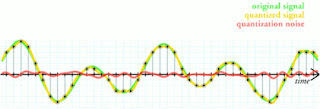 original signal
quantized signal
quantization noise
time